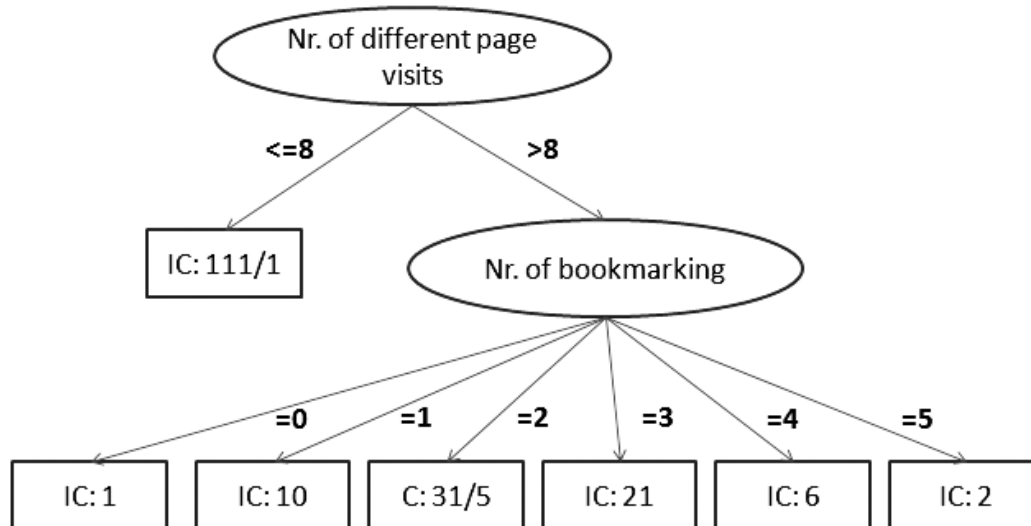 Nr. of different page
visits
<=8
>8
IC: 111/1
Nr. of bookmarking
=0
=1
=2
=3
=4
=5
IC: 1
IC: 10
C: 31/5
IC: 21
IC: 6
IC: 2